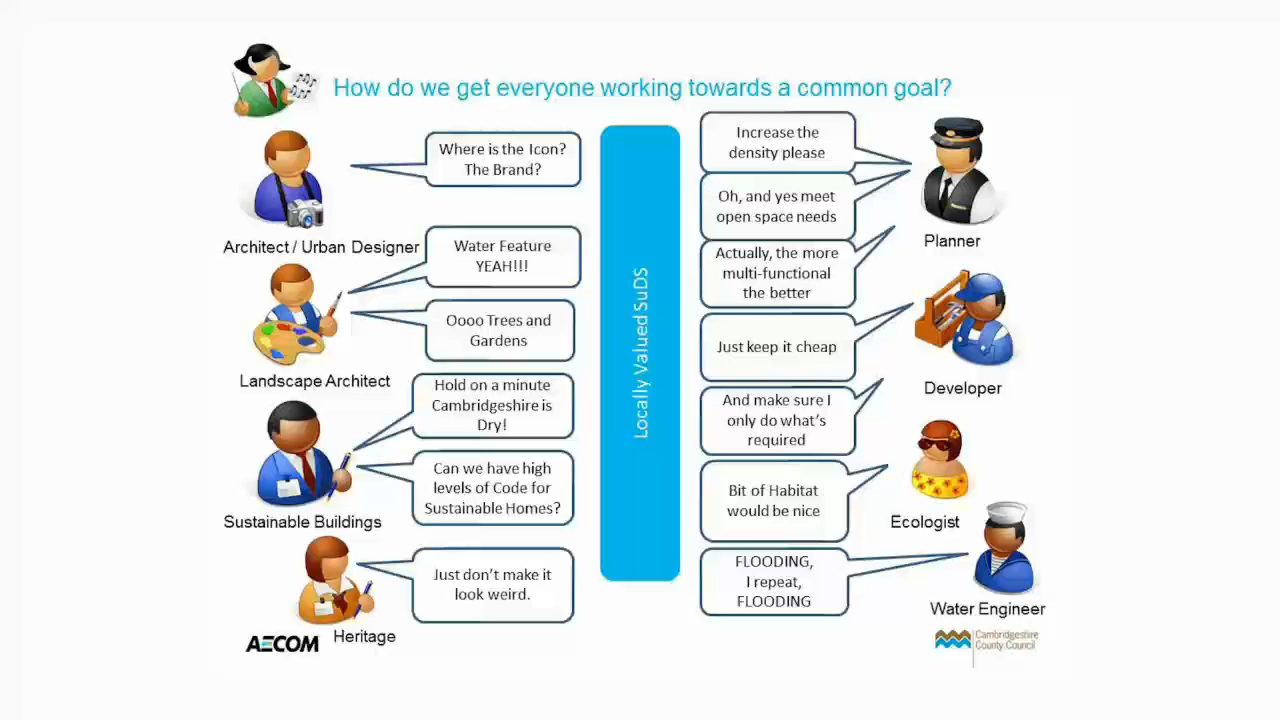 How do we get everyone working towards a common goal?
Where is the Icon?
The Brand?
Architect / Urban Designer
Water Feature
YEAH!!!
Oooo Trees and
Gardens
Landscape Architect
Hold on a minute
Cambridgeshire is
Dry!
Can we have high
levels of Code for
Sustainable Homes?
Sustainable Buildings
Just don't make it
look weird.
Heritage
AECOM
Locally Valued SuDS
Increase the
density please
Oh, and yes meet
open space needs
Actually, the more
multi-functional
the better
Planner
Just keep it cheap
And make sure I
only do what's
required
Developer
Bit of Habitat
would be nice
Ecologist
FLOODING,
I repeat,
FLOODING
Water Engineer
Cambridgeshire
County Council